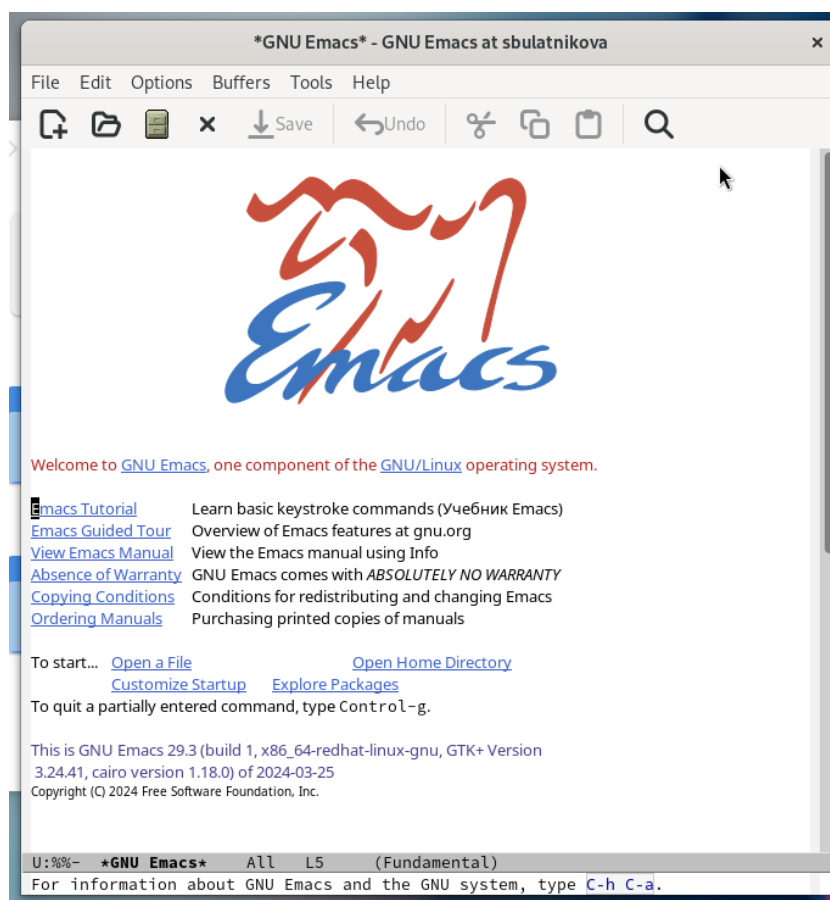 *GNU Emacs* - GNU Emacs at sbulatnikova
File Edit Options Buffers Tools Help
Save Undo
Emacs
Welcome to GNU Emacs, one component of the GNU/Linux operating system.
Emacs Tutorial Learn basic keystroke commands (Учебник Emacs)
Emacs Guided Tour Overview of Emacs features at gnu.org
View Emacs Manual View the Emacs manual using Info
Absence of Warranty GNU Emacs comes with ABSOLUTELY NO WARRANTY
Copying Conditions Conditions for redistributing and changing Emacs
Ordering Manuals Purchasing printed copies of manuals
To start... Open a File Open Home Directory
Customize Startup Explore Packages
To quit a partially entered command, type Control-g.
This is GNU Emacs 29.3 (build 1, x86_64-redhat-linux-gnu, GTK+ Version
3.24.41, cairo version 1.18.0) of 2024-03-25
Copyright (C) 2024 Free Software Foundation, Inc.
U:%%- *GNU Emacs* All L5 (Fundamental)
For information about GNU Emacs and the GNU system, type C-h C-a.